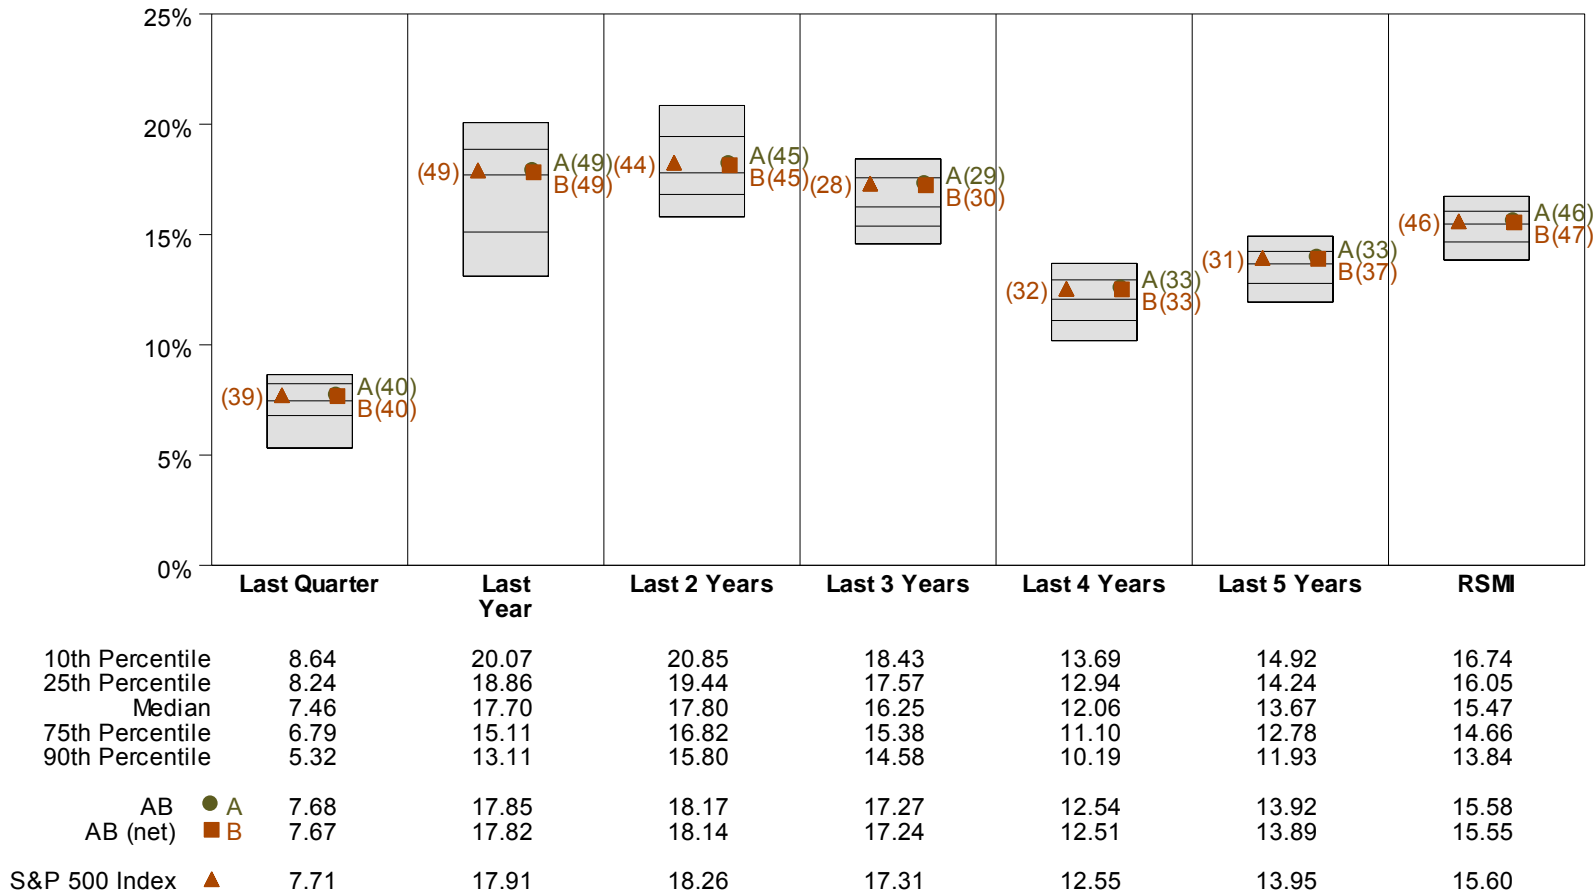 25%
20%
15%
10%
5%
0%
(39)
A(40)
B(40)
(49)
A(49)
B(49)
(44)
A(45)
B(45)
(28)
A(29)
B(30)
(32)
A(33)
B(33)
(31)
A(33)
B(37)
(46)
A(46)
B(47)
Last Quarter Last Last 2 Years Last 3 Years Last 4 Years Last 5 Years RSMI
Year
10th Percentile 8.64 20.07 20.85 18.43 13.69 14.92 16.74
25th Percentile 8.24 18.86 19.44 17.57 12.94 14.24 16.05
Median 7.46 17.70 17.80 16.25 12.06 13.67 15.47
75th Percentile 6.79 15.11 16.82 15.38 11.10 12.78 14.66
90th Percentile 5.32 13.11 15.80 14.58 10.19 11.93 13.84
AB A 7.68 17.85 18.17 17.27 12.54 13.92 15.58
AB (net) B 7.67 17.82 18.14 17.24 12.51 13.89 15.55
S&P 500 Index 7.71 17.91 18.26 17.31 12.55 13.95 15.60